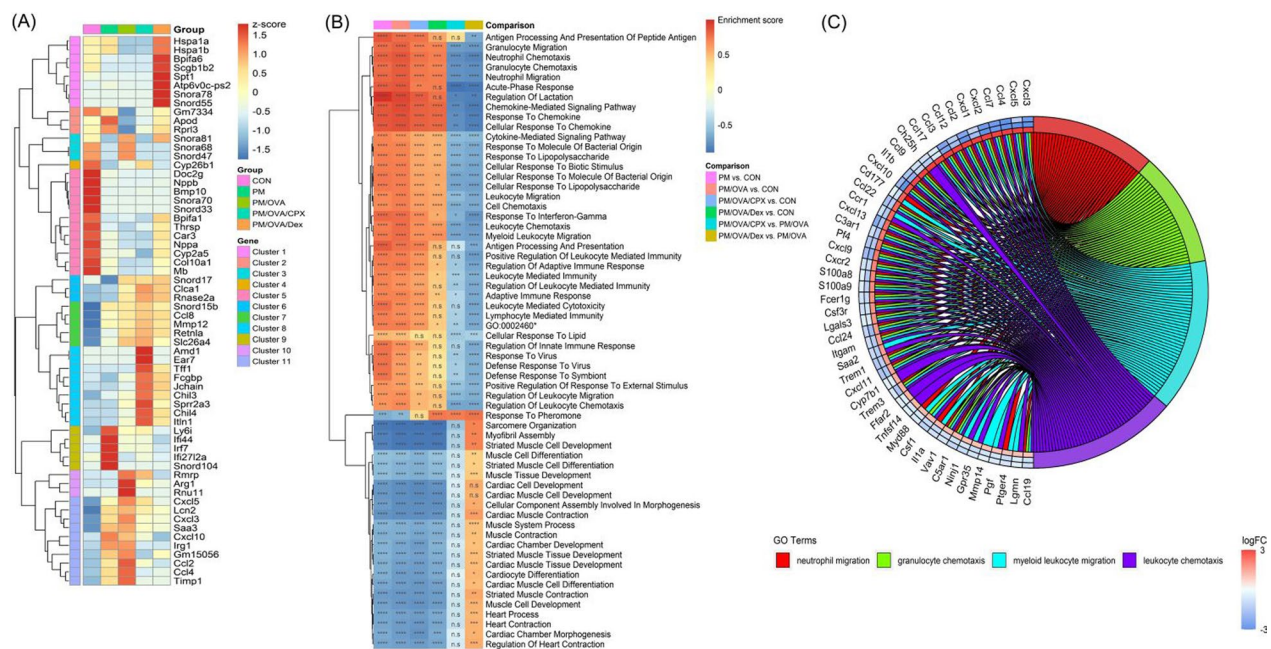 (A)
Group
Hspa1a
Hspa1b
Bpifa6
Scgb1b2
Spt1
Atp6v0c-ps2
Snora78
Snord55
Gm7334
Apod
Rprl3
Snora81
Snora68
Snord47
Cyp26b1
Doc2g
Nppb
Bmp10
Snora70
Snord33
Bpifa1
Thrsp
Car3
Nppa
Cyp2a5
Col10a1
Mb
Snord17
Clca1
Rnase2a
Snord15b
Ccl8
Mmp12
Retnla
Slc26a4
Amd1
Ear7
Tff1
Fcgbp
Jchain
Chil3
Sprr2a3
Chil4
Itln1
Ly6i
Ifi44
Irf7
Ifi27l2a
Snord104
Rmrp
Arg1
Rnu11
Cxcl5
Lcn2
Cxcl3
Saa3
Cxcl10
Irg1
Gm15056
Ccl2
Ccl4
Timp1
z-score
1.5
1.0
0.5
0.0
-0.5
-1.0
-1.5
Group
CON
PM
PM/OVA
PM/OVA/CPX
PM/OVA/Dex
Gene
Cluster 1
Cluster 2
Cluster 3
Cluster 4
Cluster 5
Cluster 6
Cluster 7
Cluster 8
Cluster 9
Cluster 10
Cluster 11
(B)
Comparison
Antigen Processing And Presentation Of Peptide Antigen
Granulocyte Migration
Neutrophil Chemotaxis
Granulocyte Chemotaxis
Neutrophil Migration
Acute-Phase Response
Regulation Of Lactation
Chemokine-Mediated Signaling Pathway
Response To Chemokine
Cellular Response To Chemokine
Cytokine-Mediated Signaling Pathway
Response To Molecule Of Bacterial Origin
Response To Lipopolysaccharide
Cellular Response To Biotic Stimulus
Cellular Response To Molecule Of Bacterial Origin
Cellular Response To Lipopolysaccharide
Leukocyte Migration
Cell Chemotaxis
Response To Interferon-Gamma
Leukocyte Chemotaxis
Myeloid Leukocyte Migration
Antigen Processing And Presentation
Positive Regulation Of Leukocyte Mediated Immunity
Regulation Of Adaptive Immune Response
Leukocyte Mediated Immunity
Regulation Of Leukocyte Mediated Immunity
Adaptive Immune Response
Leukocyte Mediated Cytotoxicity
Lymphocyte Mediated Immunity
GO:0002460*
Cellular Response To Lipid
Regulation Of Innate Immune Response
Response To Virus
Defense Response To Virus
Defense Response To Symbiont
Positive Regulation Of Response To External Stimulus
Regulation Of Leukocyte Migration
Regulation Of Leukocyte Chemotaxis
Response To Pheromone
Sarcomere Organization
Myofibril Assembly
Striated Muscle Cell Development
Muscle Cell Differentiation
Striated Muscle Cell Differentiation
Muscle Tissue Development
Cardiac Cell Development
Cardiac Muscle Cell Development
Cellular Component Assembly Involved In Morphogenesis
Cardiac Muscle Contraction
Muscle System Process
Muscle Contraction
Cardiac Chamber Development
Striated Muscle Tissue Development
Cardiac Muscle Tissue Development
Cardiocyte Differentiation
Cardiac Muscle Cell Differentiation
Striated Muscle Contraction
Muscle Cell Development
Heart Process
Heart Contraction
Cardiac Chamber Morphogenesis
Regulation Of Heart Contraction
Enrichment score
0.5
0
-0.5
Comparison
PM vs. CON
PM/OVA vs. CON
PM/OVA/CPX vs. CON
PM/OVA/Dex vs. CON
PM/OVA/CPX vs. PM/OVA
PM/OVA/Dex vs. PM/OVA
(C)
Cxcl3
Cxcl5
Ccl4
Ccl7
Cxcl2
Cxcl1
Ccl2
Ccl12
Ccl3
Ccl17
Ch25h
Ccl9
Il1b
Cxcl10
Cd177
Ccl22
Ccr1
Cxcl13
C3ar1
Pf4
Cxcl9
Cxcr2
S100a8
S100a9
Fcer1g
Csf3r
Lgals3
Ccl24
Itgam
Saa2
Trem1
Cxcl11
Cyp7b1
Trem3
Ffar2
Tnfsf14
Myd88
Csf1
Il1a
Vav1
C5ar1
Ninj1
Gpr35
Mmp14
Pgf
Ptger4
Lgmn
Ccl19
GO Terms
neutrophil migration
granulocyte chemotaxis
myeloid leukocyte migration
leukocyte chemotaxis
logFC
3
-3